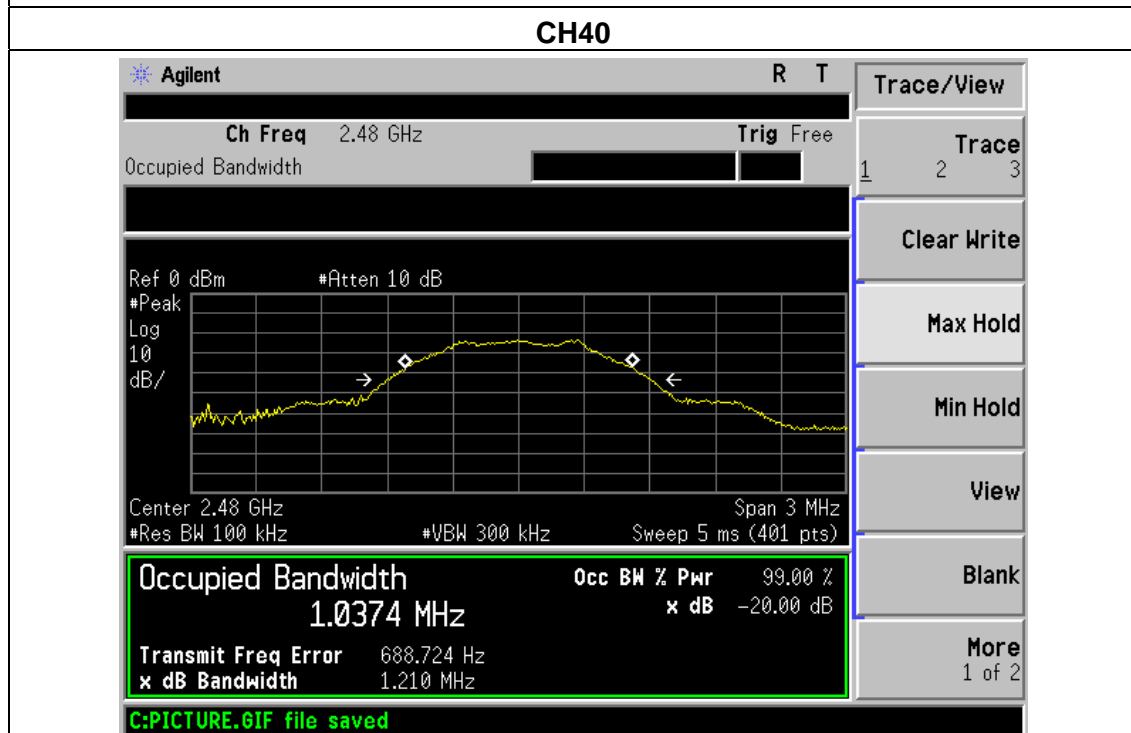 CH40
Agilent R T
Trace/View
Ch Freq 2.48 GHz Trig Free
Occupied Bandwidth
Trace
1 2 3
Clear Write
Ref 0 dBm #Atten 10 dB
#Peak
Log
10
dB/
Max Hold
Min Hold
View
Center 2.48 GHz Span 3 MHz
#Res BW 100 kHz #VBW 300 kHz Sweep 5 ms (401 pts)
Occupied Bandwidth Occ BW % Pwr 99.00 %
1.0374 MHz x dB -20.00 dB
Blank
Transmit Freq Error 688.724 Hz
x dB Bandwidth 1.210 MHz
More
1 of 2
C:PICTURE.GIF file saved